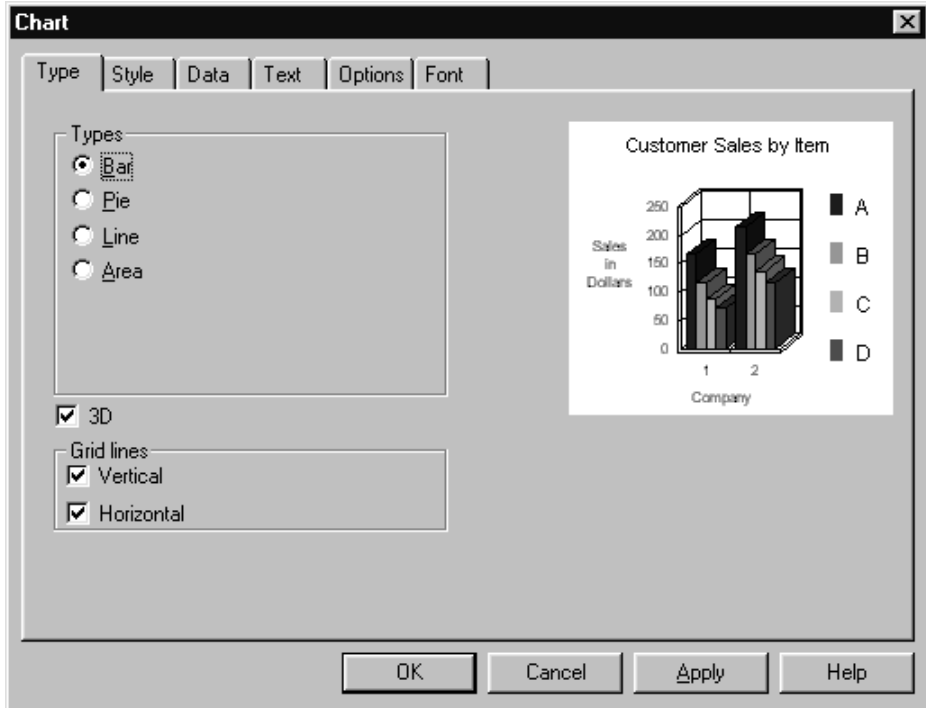 Chart
Type Style Data Text Options Font
Types
Bar
Pie
Line
Area
3D
Grid lines
Vertical
Horizontal
Customer Sales by Item
250
200
150
100
50
0
Sales
in
Dollars
1 2
Company
A
B
C
D
OK Cancel Apply Help